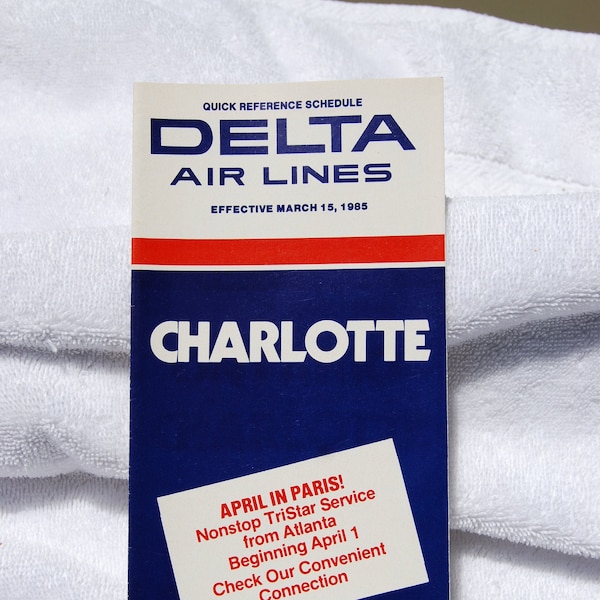 QUICK REFERENCE SCHEDULE
DELTA
AIR LINES
EFFECTIVE MARCH 15, 1985
CHARLOTTE
APRIL IN PARIS!
Nonstop TriStar Service
from Atlanta
Beginning April 1
Check Our Convenient
Connection